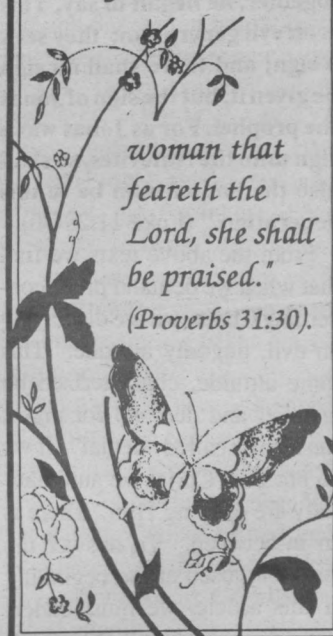 woman that
feareth the
Lord, she shall
be praised."
(Proverbs 31:30).